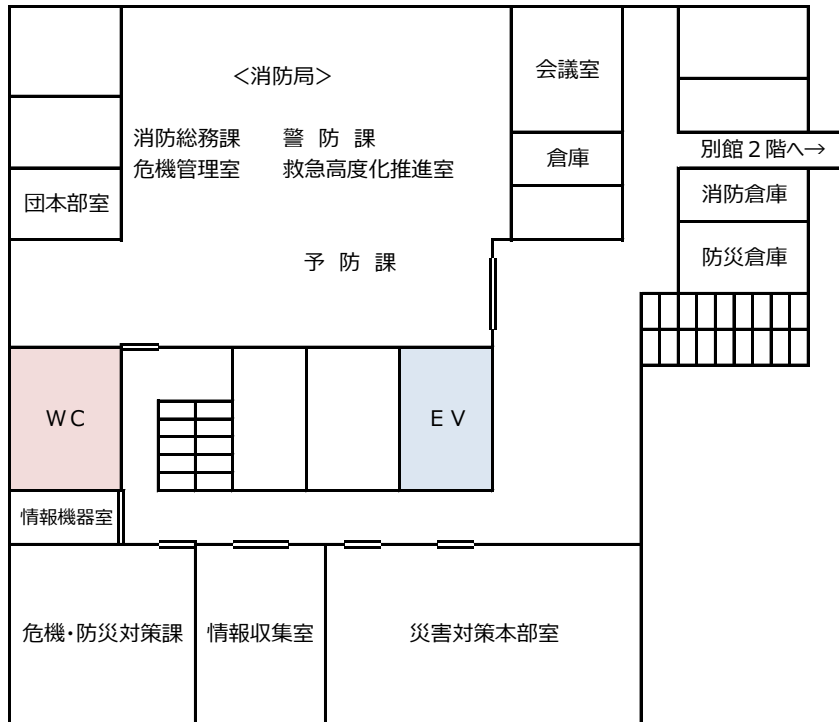 <消防局>
会議室
消防総務課 警防課
危機管理室 救急高度化推進室
倉庫
別館2階へ→
団本部室
消防倉庫
予防課
防災倉庫
WC
EV
情報機器室
危機・防災対策課
情報収集室
災害対策本部室